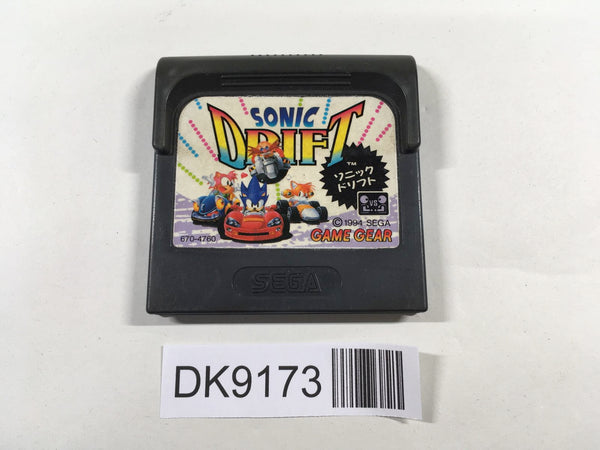 SONIC
DRIFT
TM
ソニック
ドリフト
VS
© 1994 SEGA
670-4760
GAME GEAR
SEGA
DK9173